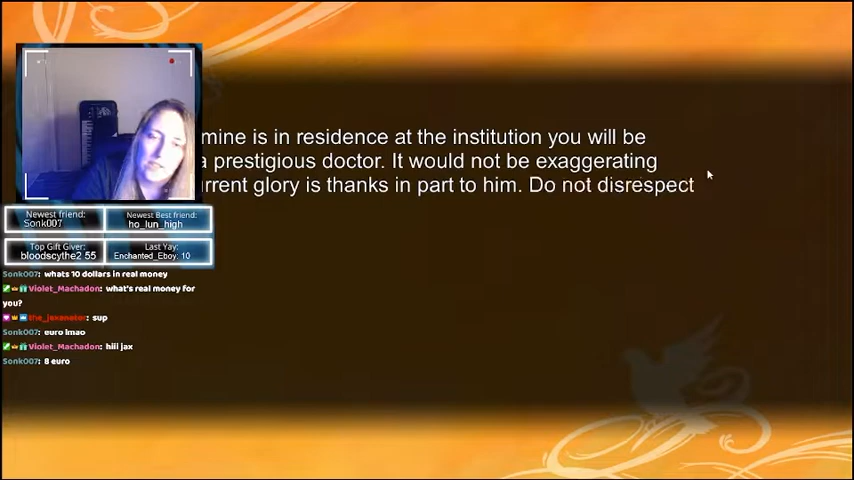 mine is in residence at the institution you will be
a prestigious doctor. It would not be exaggerating
urrent glory is thanks in part to him. Do not disrespect
Newest friend:
Sonk007
Newest Best friend:
ho_lun_high
Top Gift Giver:
bloodscythe2 55
Last Yay:
Enchanted_Eboy: 10
Sonk007: whats 10 dollars in real money
Violet_Machadon: what's real money for
you?
the_jaxanator: sup
Sonk007: euro lmao
Violet_Machadon: hiii jax
Sonk007: 8 euro